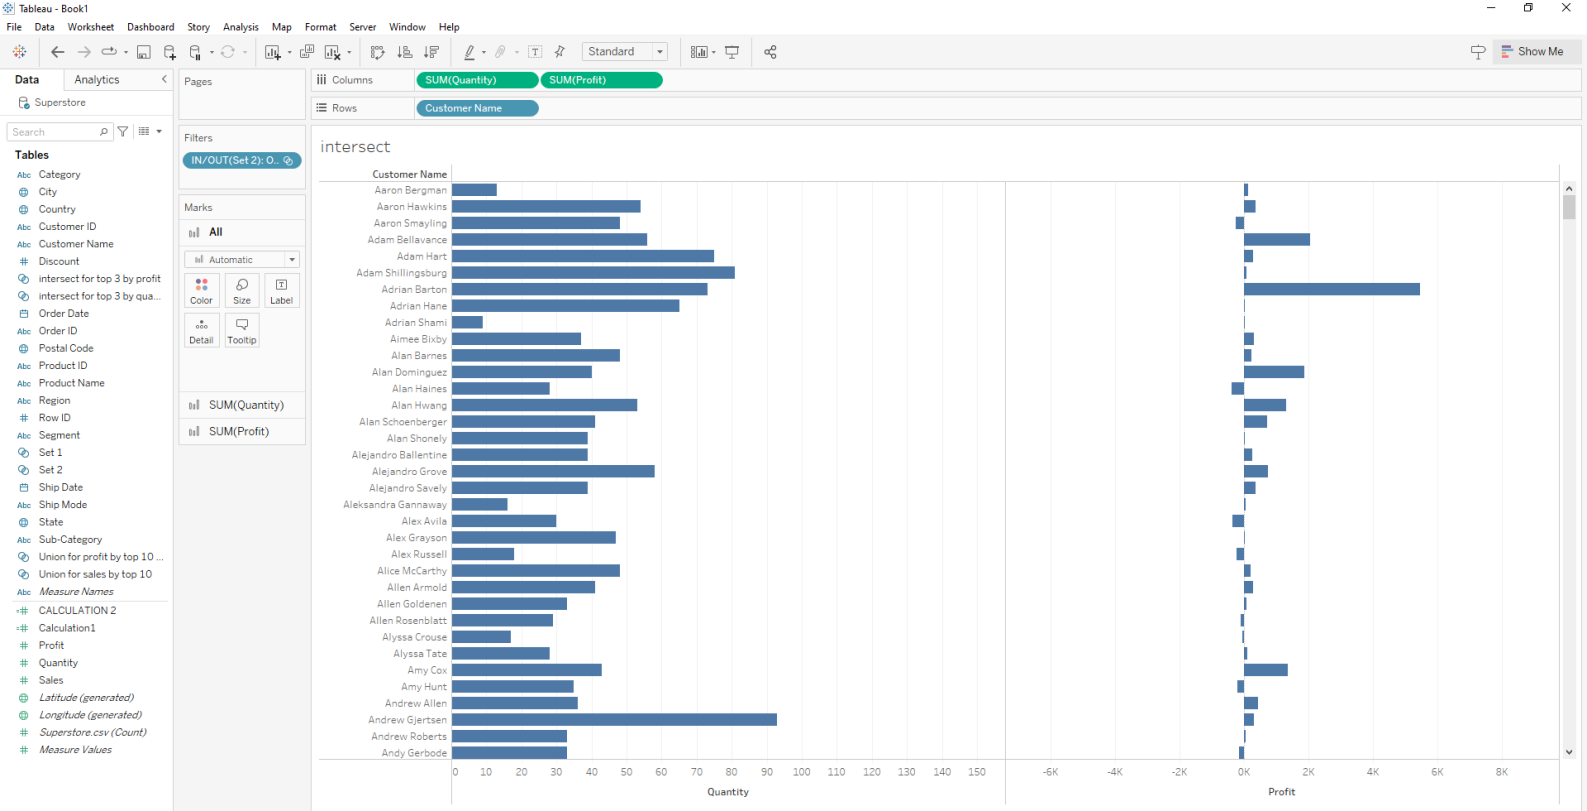 Tableau - Book1
File Data Worksheet Dashboard Story Analysis Map Format Server Window Help
Standard
Show Me
Data Analytics
Superstore
Search
Tables
Abc Category
City
Country
Abc Customer ID
Abc Customer Name
# Discount
intersect for top 3 by profit
intersect for top 3 by qua...
Order Date
Abc Order ID
Postal Code
Abc Product ID
Abc Product Name
Abc Region
# Row ID
Abc Segment
Set 1
Set 2
Ship Date
Abc Ship Mode
State
Abc Sub-Category
Union for profit by top 10 ...
Union for sales by top 10
Abc Measure Names
=# CALCULATION 2
=# Calculation1
# Profit
# Quantity
# Sales
Latitude (generated)
Longitude (generated)
# Superstore.csv (Count)
# Measure Values
Pages
Filters
IN/OUT(Set 2): O..
Marks
All
Automatic
Color Size Label
Detail Tooltip
SUM(Quantity)
SUM(Profit)
Columns SUM(Quantity) SUM(Profit)
Rows Customer Name
intersect
Customer Name
Aaron Bergman
Aaron Hawkins
Aaron Smayling
Adam Bellavance
Adam Hart
Adam Shillingsburg
Adrian Barton
Adrian Hane
Adrian Shami
Aimee Bixby
Alan Barnes
Alan Dominguez
Alan Haines
Alan Hwang
Alan Schoenberger
Alan Shonely
Alejandro Ballentine
Alejandro Grove
Alejandro Savely
Aleksandra Gannaway
Alex Avila
Alex Grayson
Alex Russell
Alice McCarthy
Allen Armold
Allen Goldenen
Allen Rosenblatt
Alyssa Crouse
Alyssa Tate
Amy Cox
Amy Hunt
Andrew Allen
Andrew Gjertsen
Andrew Roberts
Andy Gerbode
0 10 20 30 40 50 60 70 80 90 100 110 120 130 140 150
-6K -4K -2K 0K 2K 4K 6K 8K
Quantity
Profit